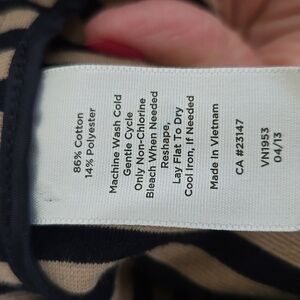 86% Cotton
14% Polyester
Machine Wash Cold
Gentle Cycle
Only Non-Chlorine
Bleach When Needed
Reshape,
Lay Flat To Dry
Cool Iron, If Needed
Made In Vietnam
CA #23147
VN1953
04/13